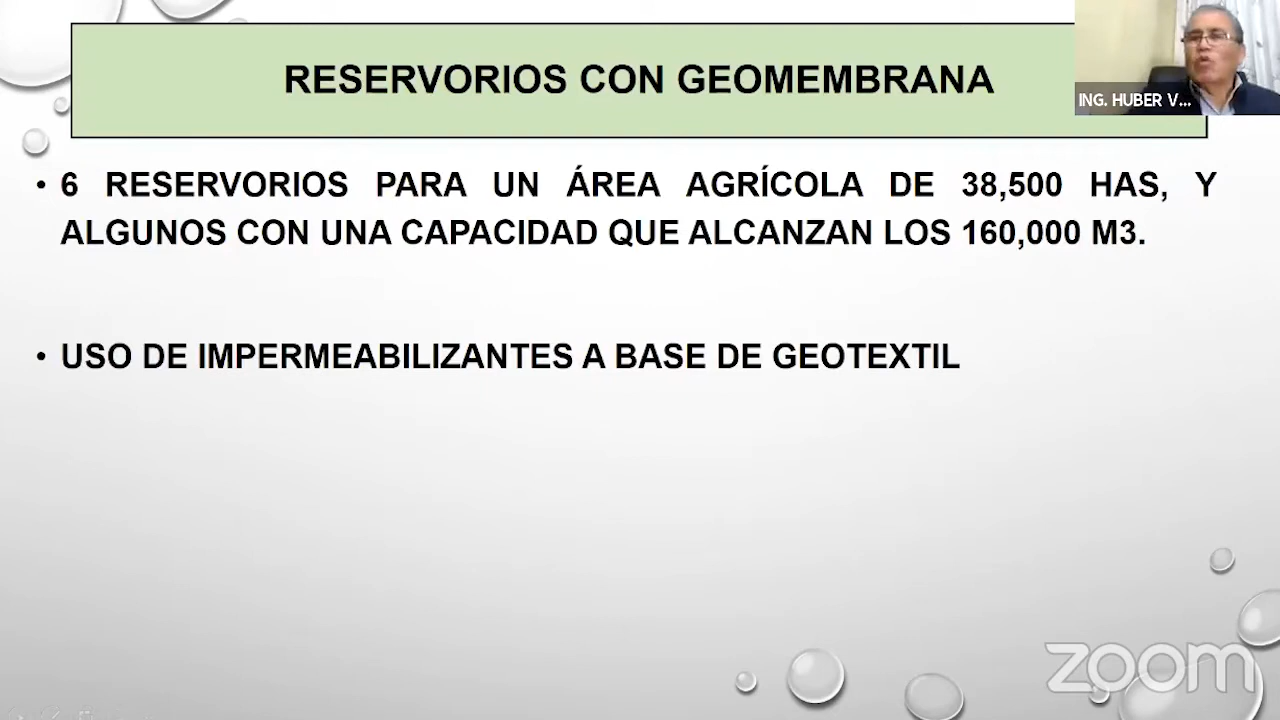 RESERVORIOS CON GEOMEMBRANA
ING. HUBER V...
• 6 RESERVORIOS PARA UN ÁREA AGRÍCOLA DE 38,500 HAS, Y
ALGUNOS CON UNA CAPACIDAD QUE ALCANZAN LOS 160,000 M3.
• USO DE IMPERMEABILIZANTES A BASE DE GEOTEXTIL
zoom